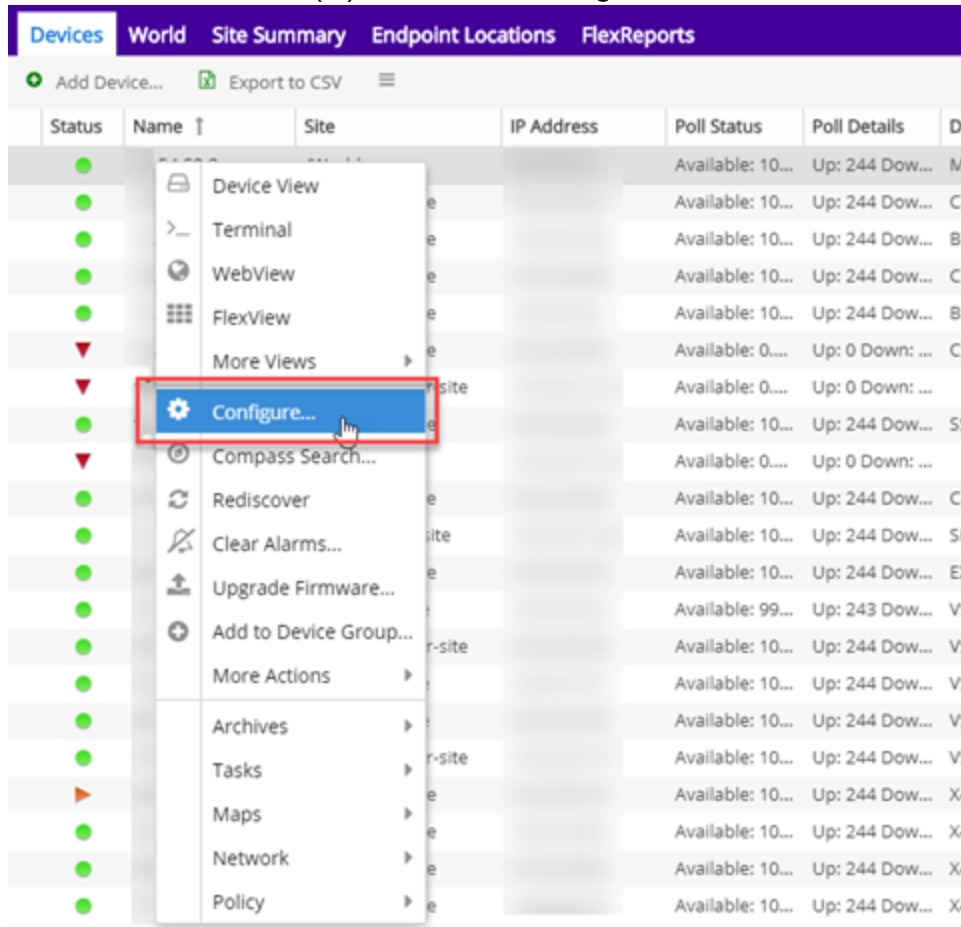 Devices World Site Summary Endpoint Locations FlexReports
Add Device... Export to CSV
Status Name Site IP Address Poll Status Poll Details D
Available: 10... Up: 244 Dow... M
Device View
e Available: 10... Up: 244 Dow... C
Terminal
e Available: 10... Up: 244 Dow... B
WebView
e Available: 10... Up: 244 Dow... C
FlexView
e Available: 10... Up: 244 Dow... B
More Views
e Available: 0.... Up: 0 Down: ... C
r-site Available: 0.... Up: 0 Down: ...
Configure...
e Available: 10... Up: 244 Dow... S
Compass Search...
Available: 0.... Up: 0 Down: ...
Rediscover
e Available: 10... Up: 244 Dow... C
Clear Alarms...
site Available: 10... Up: 244 Dow... S
Upgrade Firmware...
e Available: 10... Up: 244 Dow... E
Available: 99... Up: 243 Dow... V
Add to Device Group...
r-site Available: 10... Up: 244 Dow... V
More Actions
Available: 10... Up: 244 Dow... V
Archives
Available: 10... Up: 244 Dow... V
r-site Available: 10... Up: 244 Dow... V
Tasks
e Available: 10... Up: 244 Dow... X
Maps
e Available: 10... Up: 244 Dow... X
Network
e Available: 10... Up: 244 Dow... X
Policy
e Available: 10... Up: 244 Dow... X